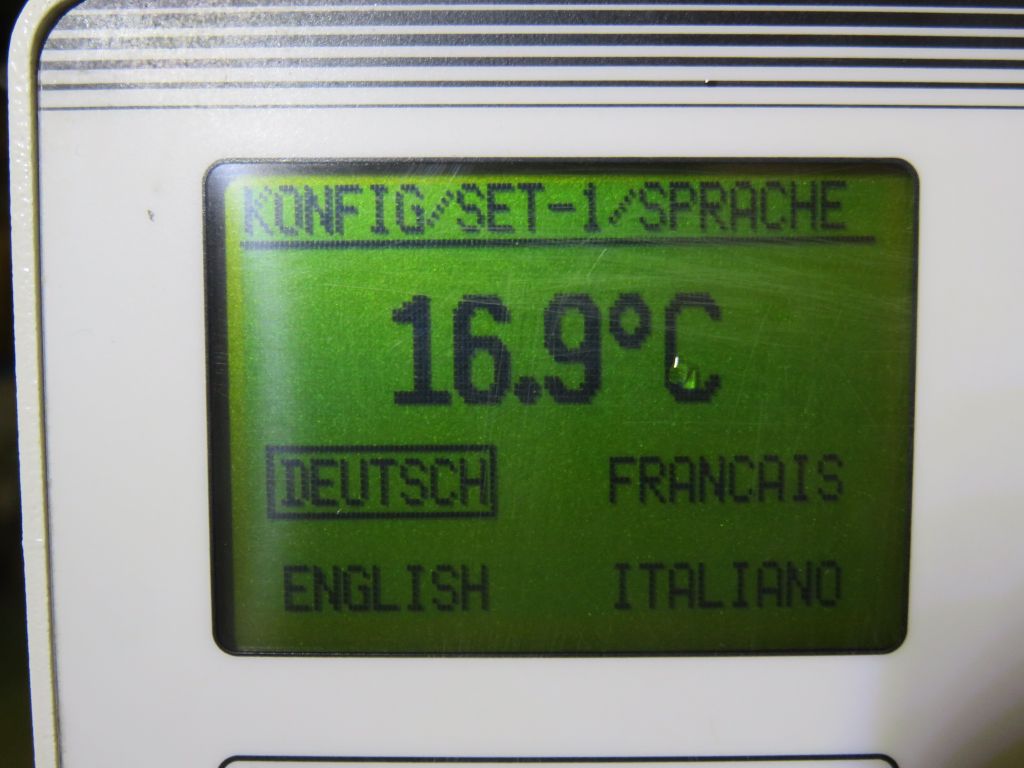 KONFIG/SET-1/SPRACHE
16.9°C
DEUTSCH FRANCAIS
ENGLISH ITALIANO